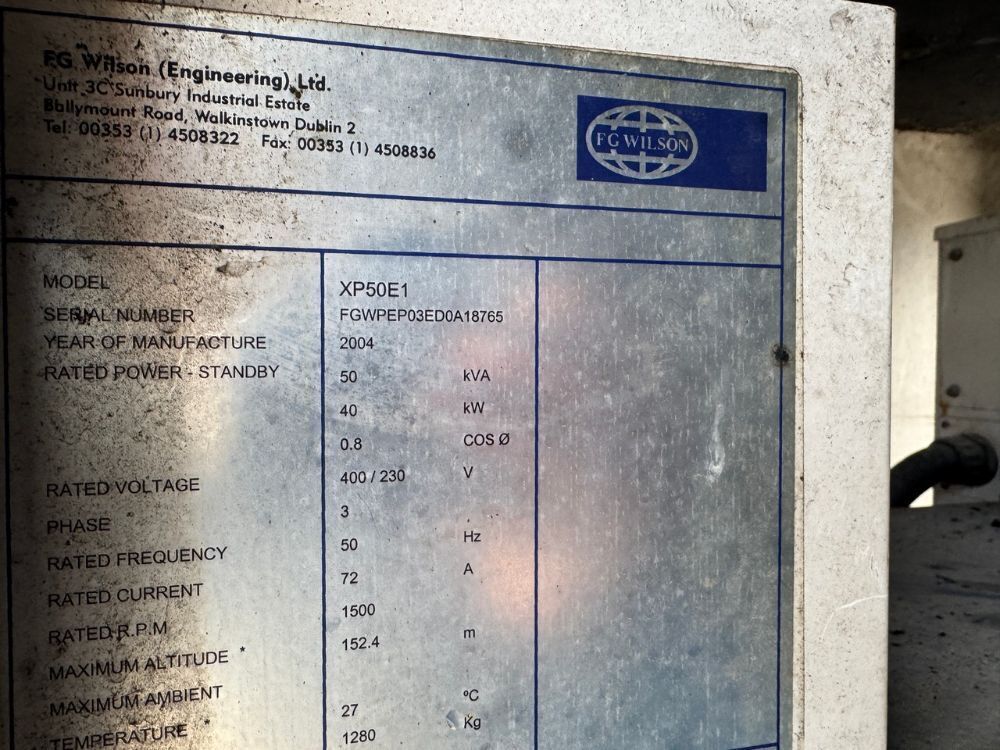 FG Wilson (Engineering) Ltd.
Unit 3C Sunbury Industrial Estate
Ballymount Road, Walkinstown Dublin 2
Tel: 00353 (1) 4508322 Fax: 00353 (1) 4508836
FG WILSON
MODEL XP50E1
SERIAL NUMBER FGWPEP03ED0A18765
YEAR OF MANUFACTURE 2004
RATED POWER - STANDBY 50 kVA
40 kW
0.8 COS Ø
RATED VOLTAGE 400 / 230 V
PHASE 3
RATED FREQUENCY 50 Hz
RATED CURRENT 72 A
RATED R.P.M 1500
MAXIMUM ALTITUDE * 152.4 m
MAXIMUM AMBIENT
TEMPERATURE * 27 ºC
1280 Kg